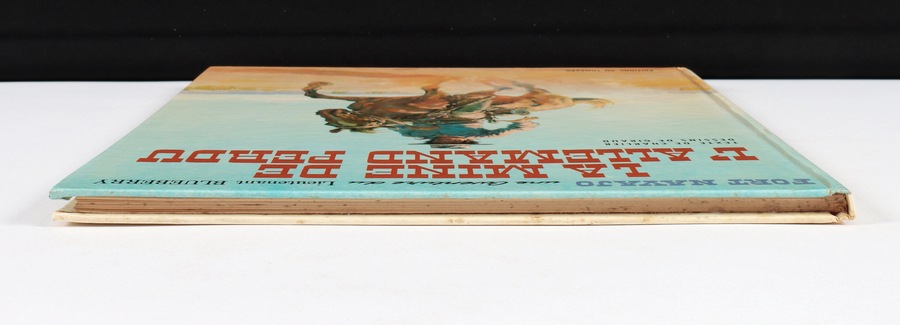 FORT NAVAJO
une aventure du Lieutenant BLUEBERRY
LA MINE DE
L'ALLEMAND PERDU
TEXTE DE CHARLIER
DESSINS DE GIRAUD